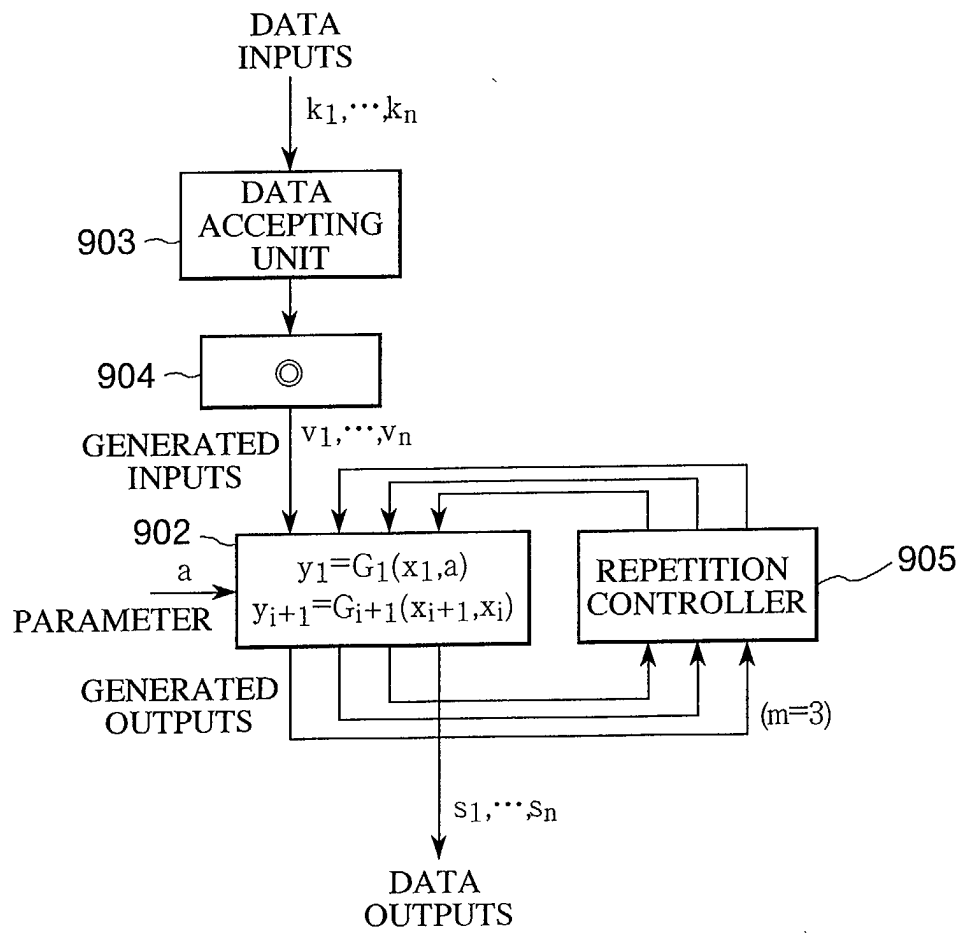 DATA
INPUTS
k1,···,kn
DATA
ACCEPTING
UNIT
903
904
◎
GENERATED
INPUTS
v1,···,vn
902
y1=G1(x1,a)
yi+1=Gi+1(xi+1,xi)
a
PARAMETER
REPETITION
CONTROLLER
905
GENERATED
OUTPUTS
(m=3)
s1,···,sn
DATA
OUTPUTS